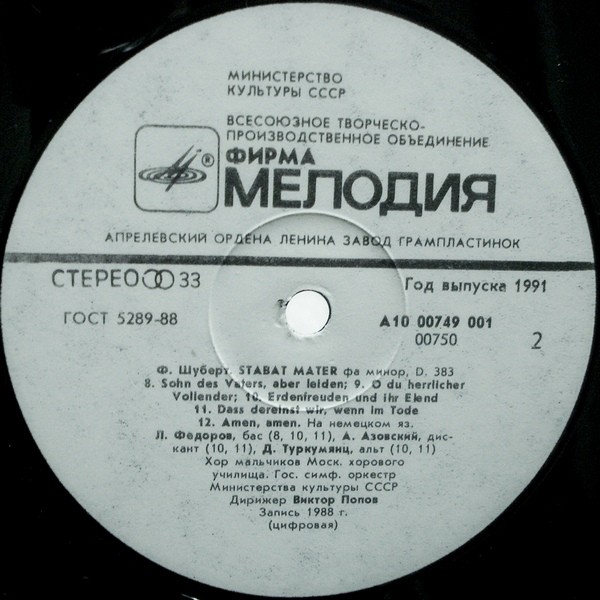 МИНИСТЕРСТВО
КУЛЬТУРЫ СССР
ВСЕСОЮЗНОЕ ТВОРЧЕСКО-
ПРОИЗВОДСТВЕННОЕ ОБЪЕДИНЕНИЕ
®
ФИРМА
МЕЛОДИЯ
АПРЕЛЕВСКИЙ ОРДЕНА ЛЕНИНА ЗАВОД ГРАМПЛАСТИНОК
СТЕРЕО 33
Год выпуска 1991
ГОСТ 5289-88
А10 00749 001
00750
2
Ф. Шуберт. STABAT MATER фа минор, D. 383
8. Sohn des Vaters, aber leiden; 9. O du herrlicher
Vollender; 10. Erdenfreuden und ihr Elend
11. Dass dereinst wir, wenn im Tode
12. Amen, amen. На немецком яз.
Л. Федоров, бас (8, 10, 11), А. Азовский, дис-
кант (10, 11), Д. Туркумянц, альт (10, 11)
Хор мальчиков Моск. хорового
училища. Гос. симф. оркестр
Министерства культуры СССР
Дирижер Виктор Попов
Запись 1988 г.
(цифровая)